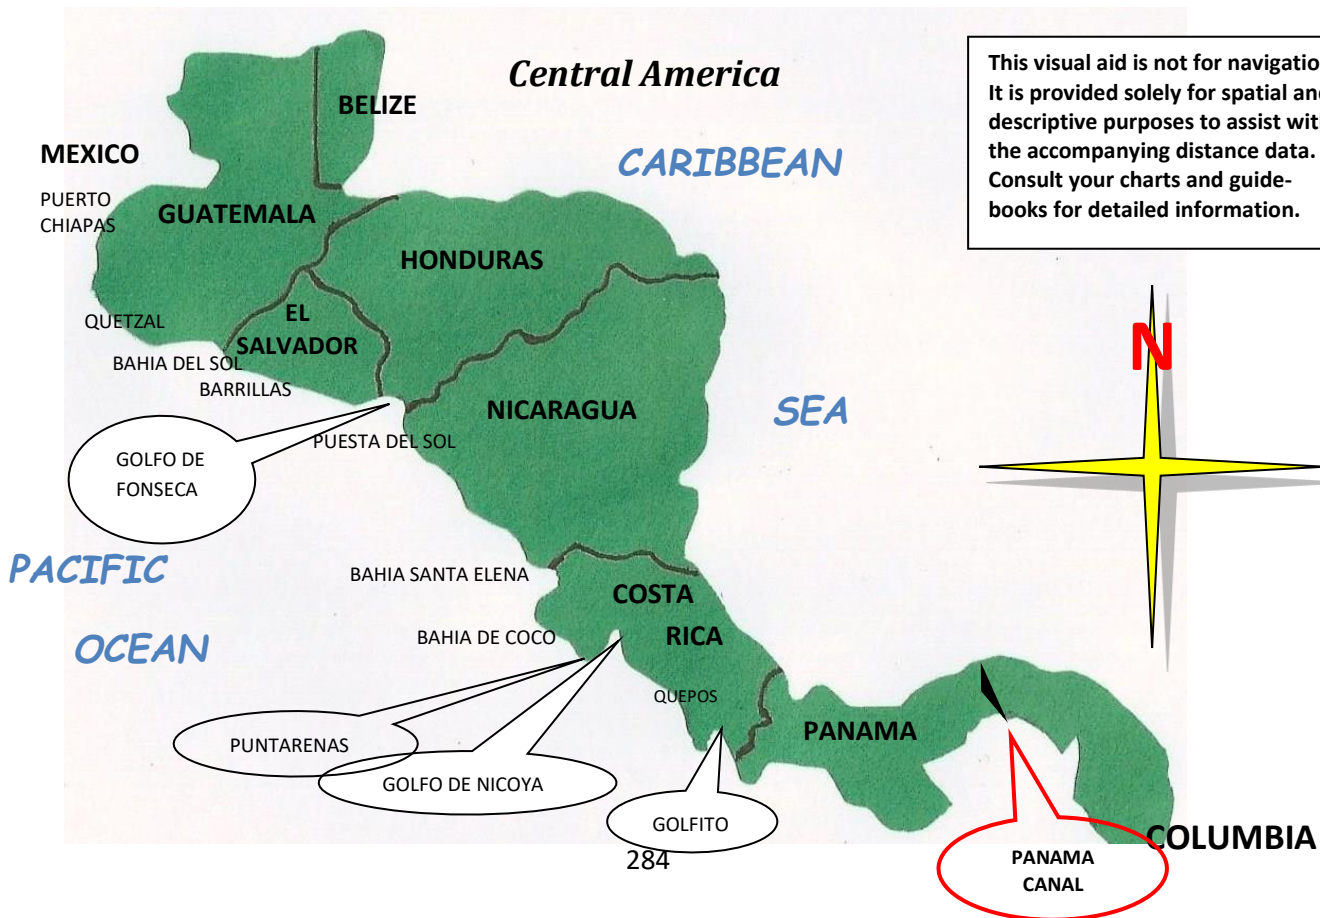 Central America
This visual aid is not for navigatio
It is provided solely for spatial and
descriptive purposes to assist with
the accompanying distance data.
Consult your charts and guide-
books for detailed information.
BELIZE
MEXICO
CARIBBEAN
PUERTO
CHIAPAS
GUATEMALA
HONDURAS
EL
SALVADOR
QUETZAL
BAHIA DEL SOL
BARRILLAS
N
NICARAGUA
SEA
PUESTA DEL SOL
GOLFO DE
FONSECA
PACIFIC
OCEAN
BAHIA SANTA ELENA
COSTA
RICA
BAHIA DE COCO
QUEPOS
PANAMA
PUNTARENAS
GOLFO DE NICOYA
GOLFITO
COLUMBIA
284
PANAMA
CANAL